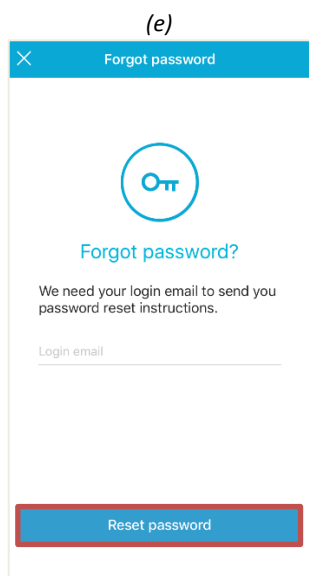 (e)
Forgot password
Forgot password?
We need your login email to send you
password reset instructions.
Login email
Reset password